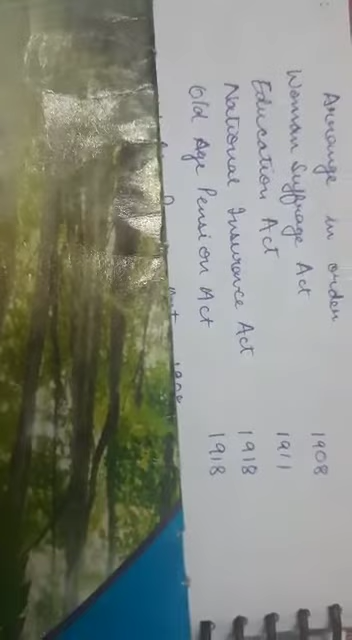 Arrange in order
Woman Suffrage Act 1908
Education Act 1911
National Insurance Act 1918
Old Age Pension Act 1918